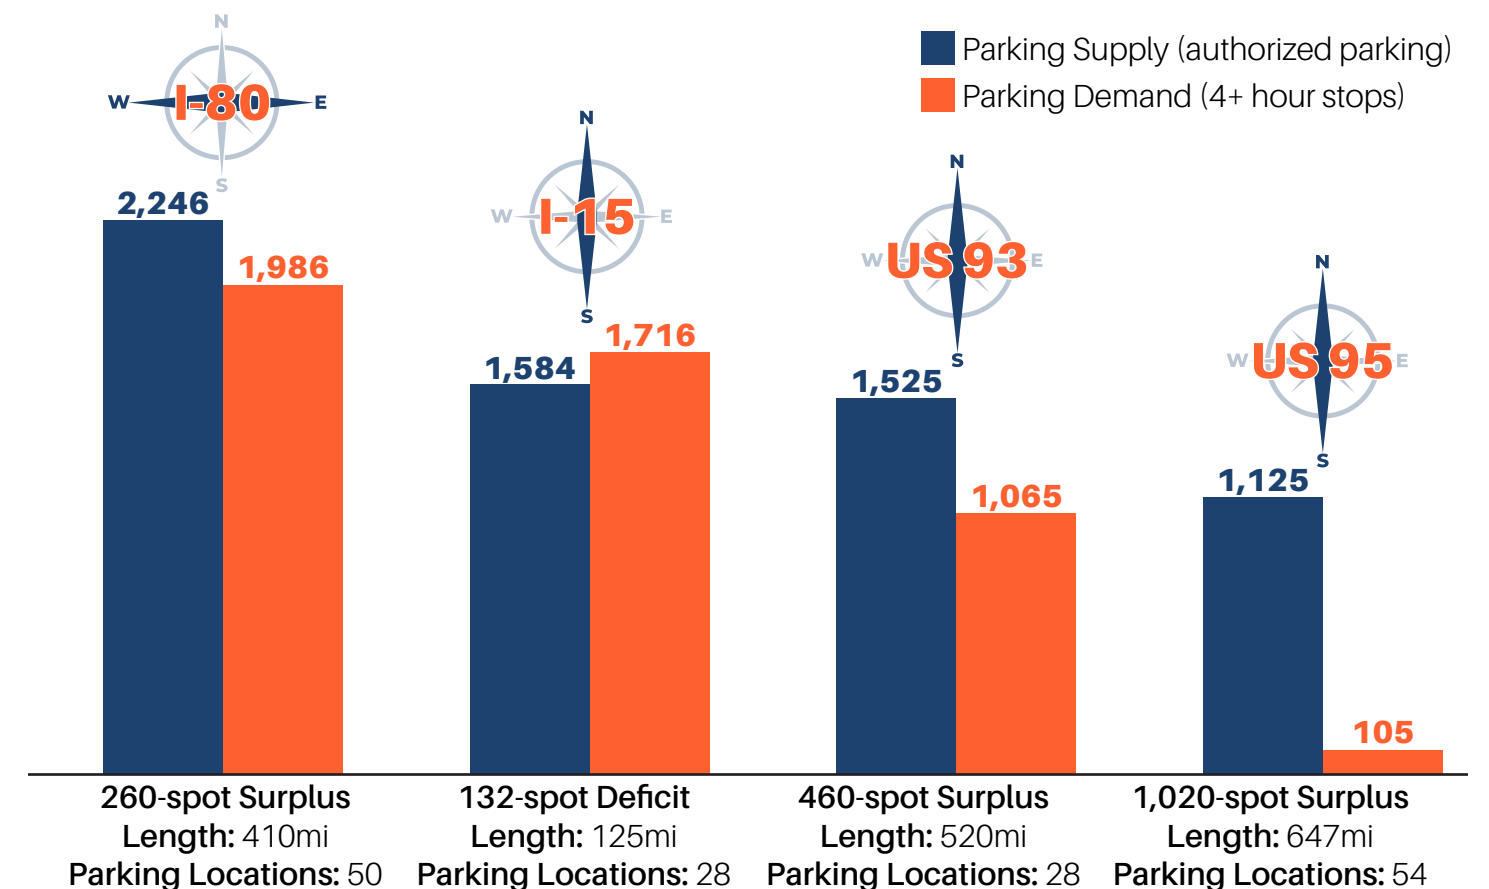 Parking Supply (authorized parking)
Parking Demand (4+ hour stops)
N
W I-80 E
S
2,246
1,986
N
W I-15 E
S
1,584
1,716
N
W US 93 E
S
1,525
1,065
N
W US 95 E
S
1,125
105
260-spot Surplus
Length: 410mi
Parking Locations: 50
132-spot Deficit
Length: 125mi
Parking Locations: 28
460-spot Surplus
Length: 520mi
Parking Locations: 28
1,020-spot Surplus
Length: 647mi
Parking Locations: 54